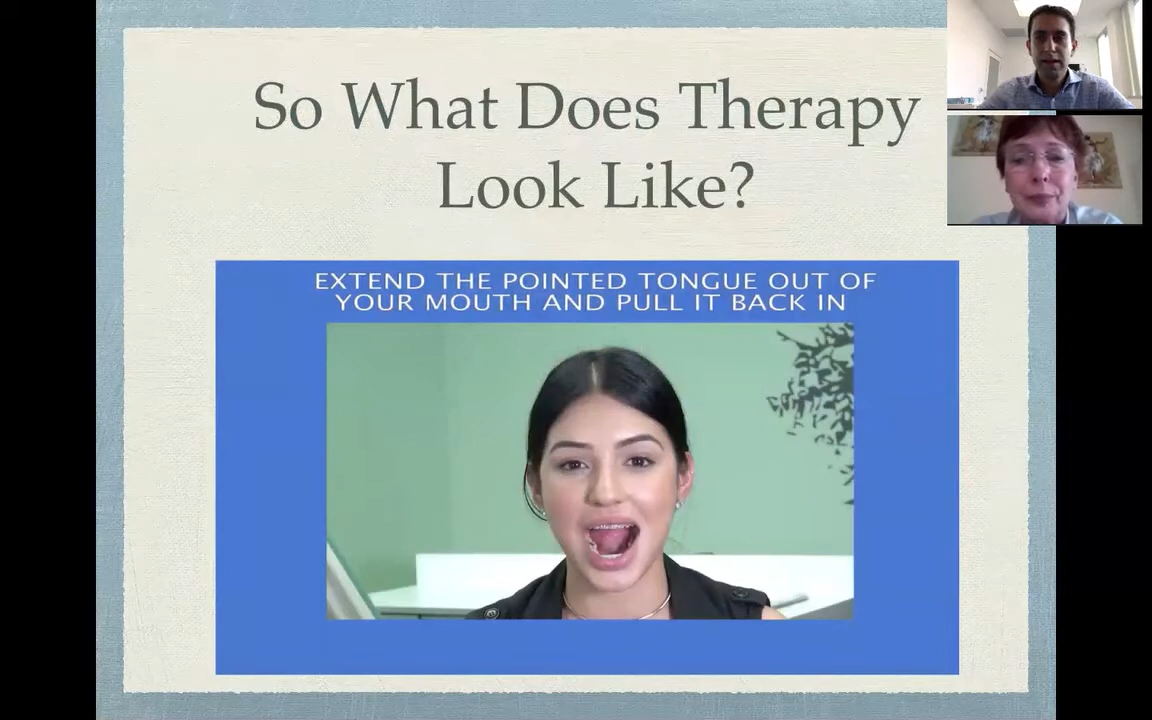 So What Does Therapy
Look Like?
EXTEND THE POINTED TONGUE OUT OF
YOUR MOUTH AND PULL IT BACK IN